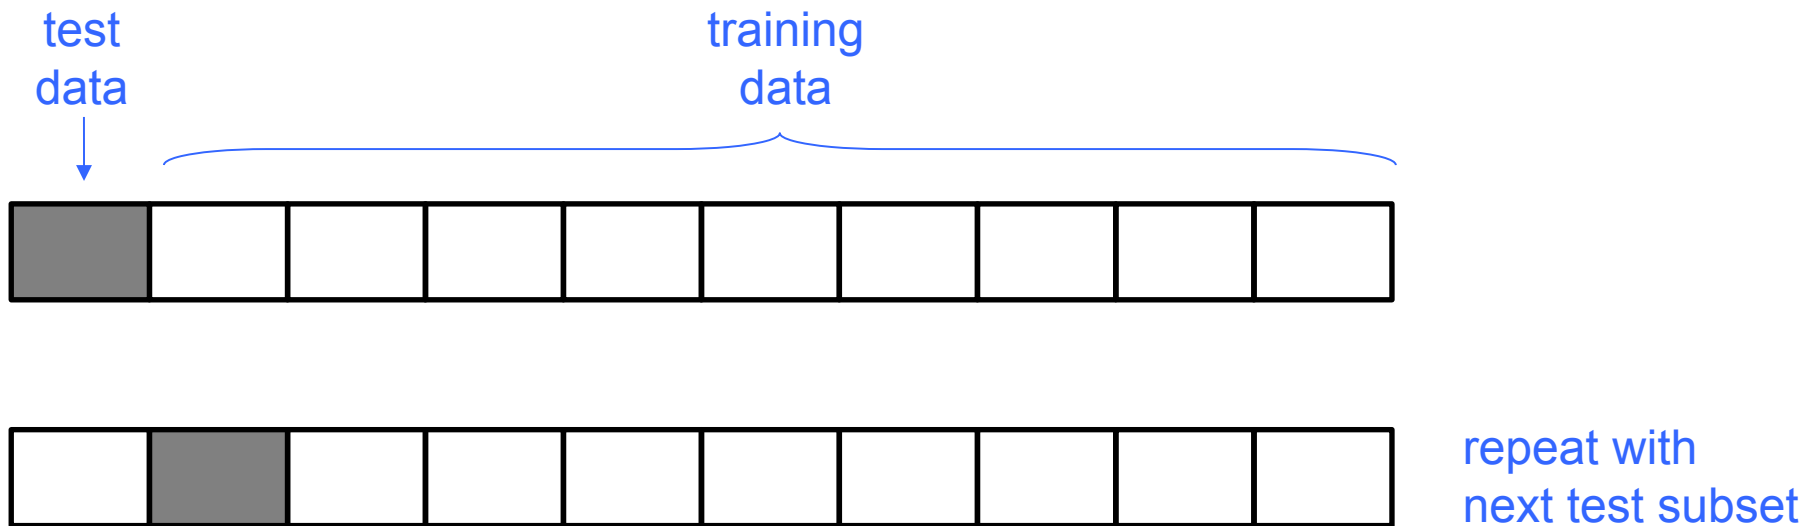 test
data
training
data
repeat with
next test subset